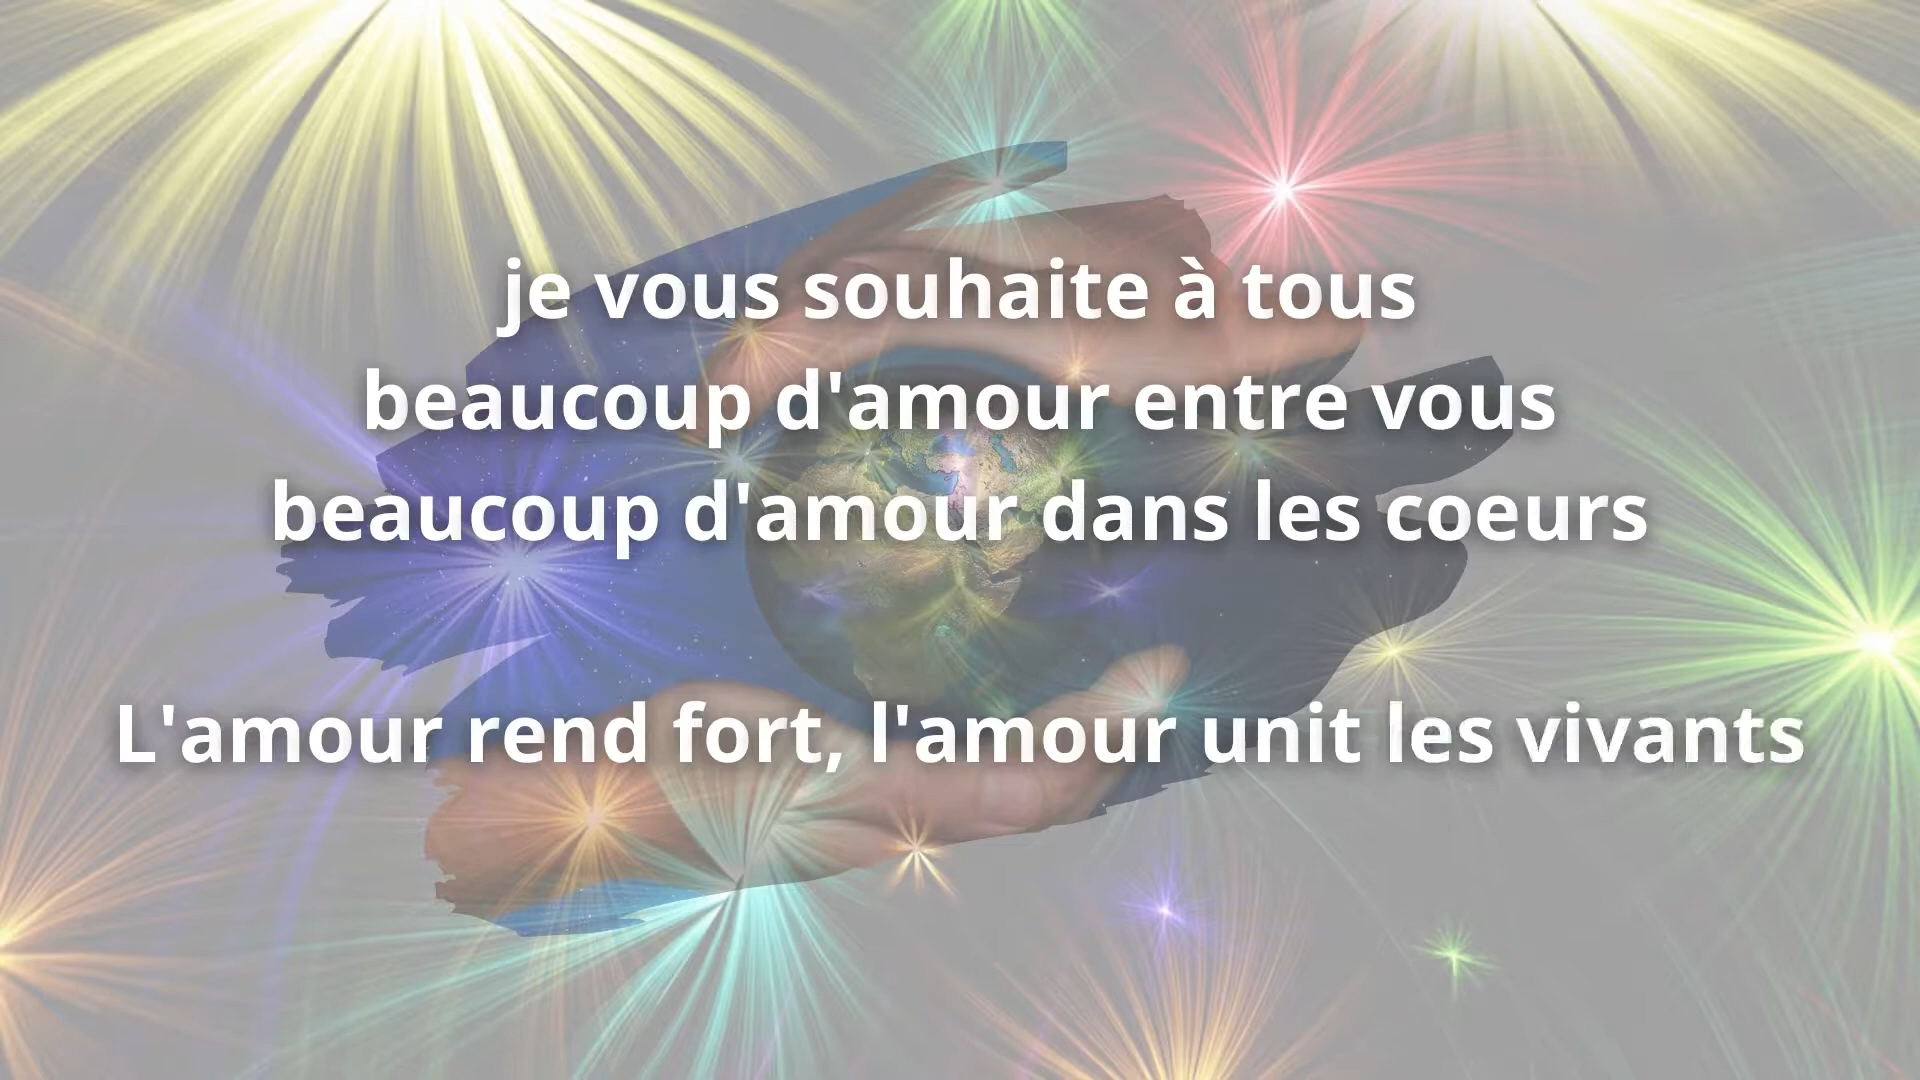 je vous souhaite à tous
beaucoup d'amour entre vous
beaucoup d'amour dans les coeurs
L'amour rend fort, l'amour unit les vivants